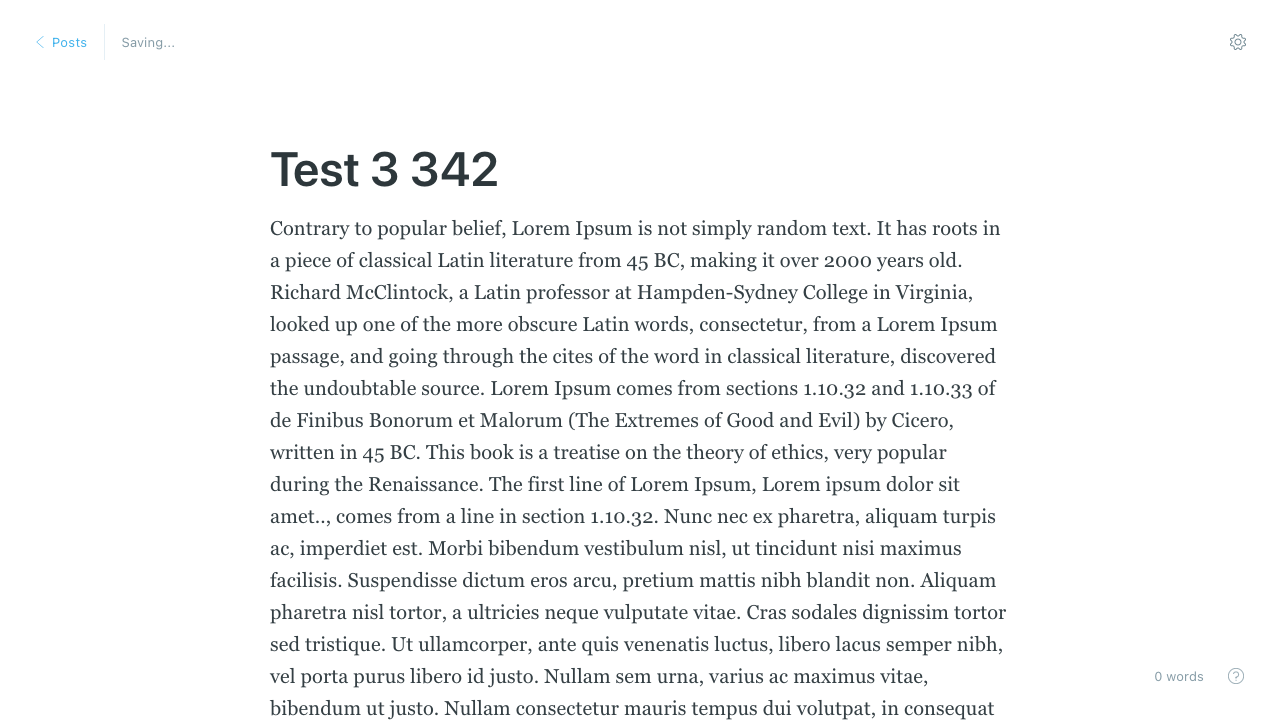 Posts
Saving...
Test 3 342
Contrary to popular belief, Lorem Ipsum is not simply random text. It has roots in
a piece of classical Latin literature from 45 BC, making it over 2000 years old.
Richard McClintock, a Latin professor at Hampden-Sydney College in Virginia,
looked up one of the more obscure Latin words, consectetur, from a Lorem Ipsum
passage, and going through the cites of the word in classical literature, discovered
the undoubtable source. Lorem Ipsum comes from sections 1.10.32 and 1.10.33 of
de Finibus Bonorum et Malorum (The Extremes of Good and Evil) by Cicero,
written in 45 BC. This book is a treatise on the theory of ethics, very popular
during the Renaissance. The first line of Lorem Ipsum, Lorem ipsum dolor sit
amet.., comes from a line in section 1.10.32. Nunc nec ex pharetra, aliquam turpis
ac, imperdiet est. Morbi bibendum vestibulum nisl, ut tincidunt nisi maximus
facilisis. Suspendisse dictum eros arcu, pretium mattis nibh blandit non. Aliquam
pharetra nisl tortor, a ultricies neque vulputate vitae. Cras sodales dignissim tortor
sed tristique. Ut ullamcorper, ante quis venenatis luctus, libero lacus semper nibh,
vel porta purus libero id justo. Nullam sem urna, varius ac maximus vitae,
bibendum ut justo. Nullam consectetur mauris tempus dui volutpat, in consequat
0 words
?